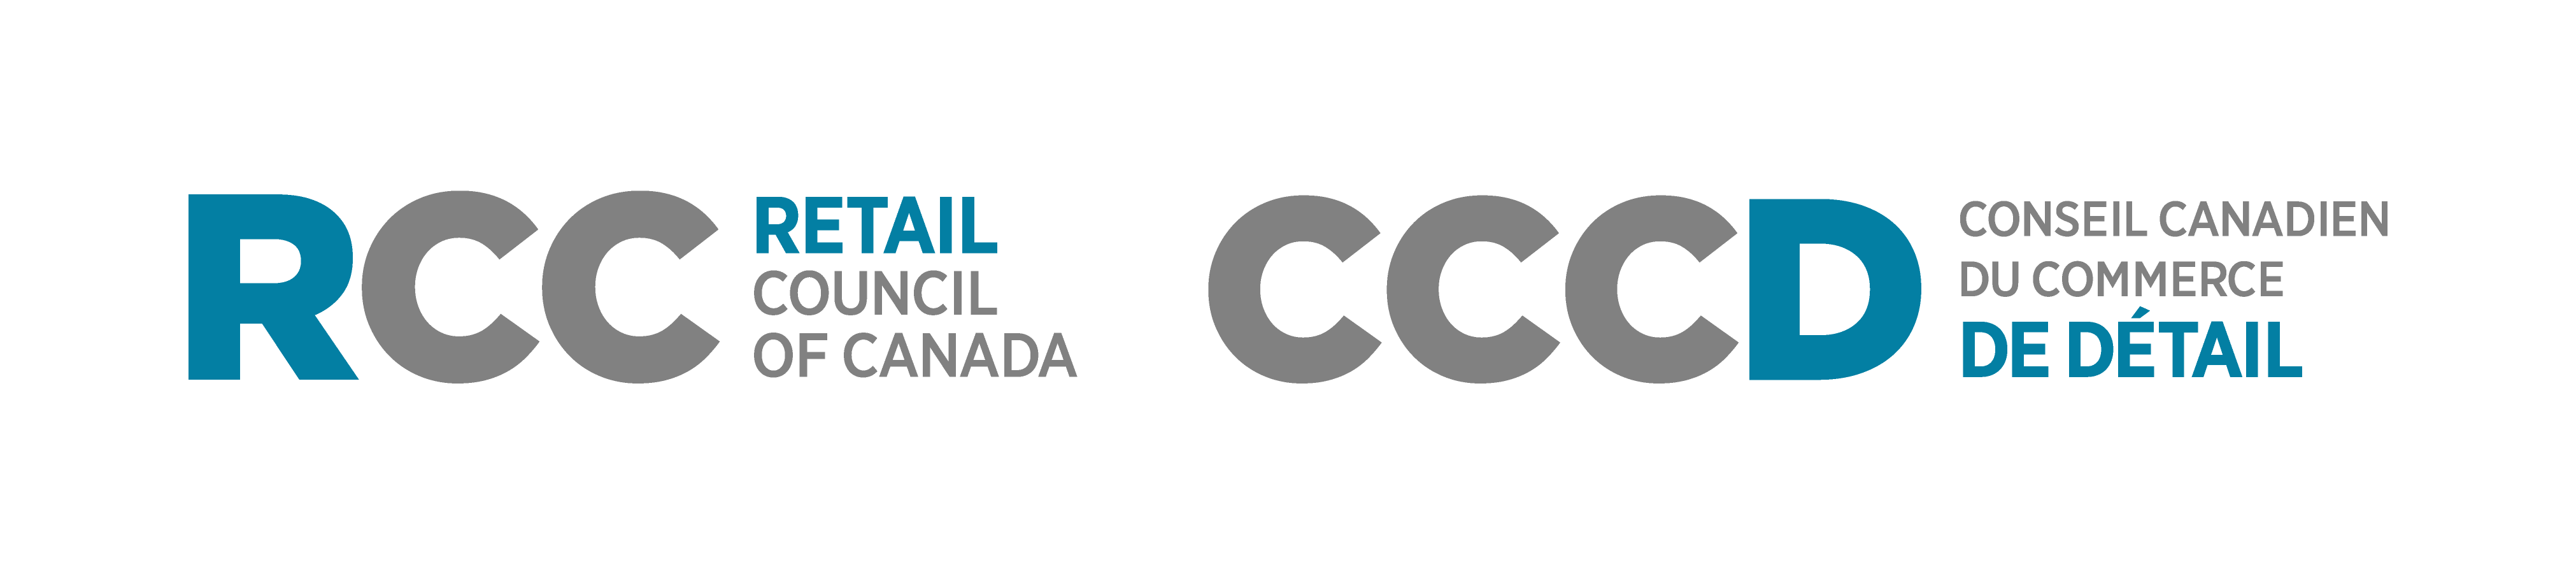 RCC
RETAIL
COUNCIL
OF CANADA
CCCD
CONSEIL CANADIEN
DU COMMERCE
DE DÉTAIL